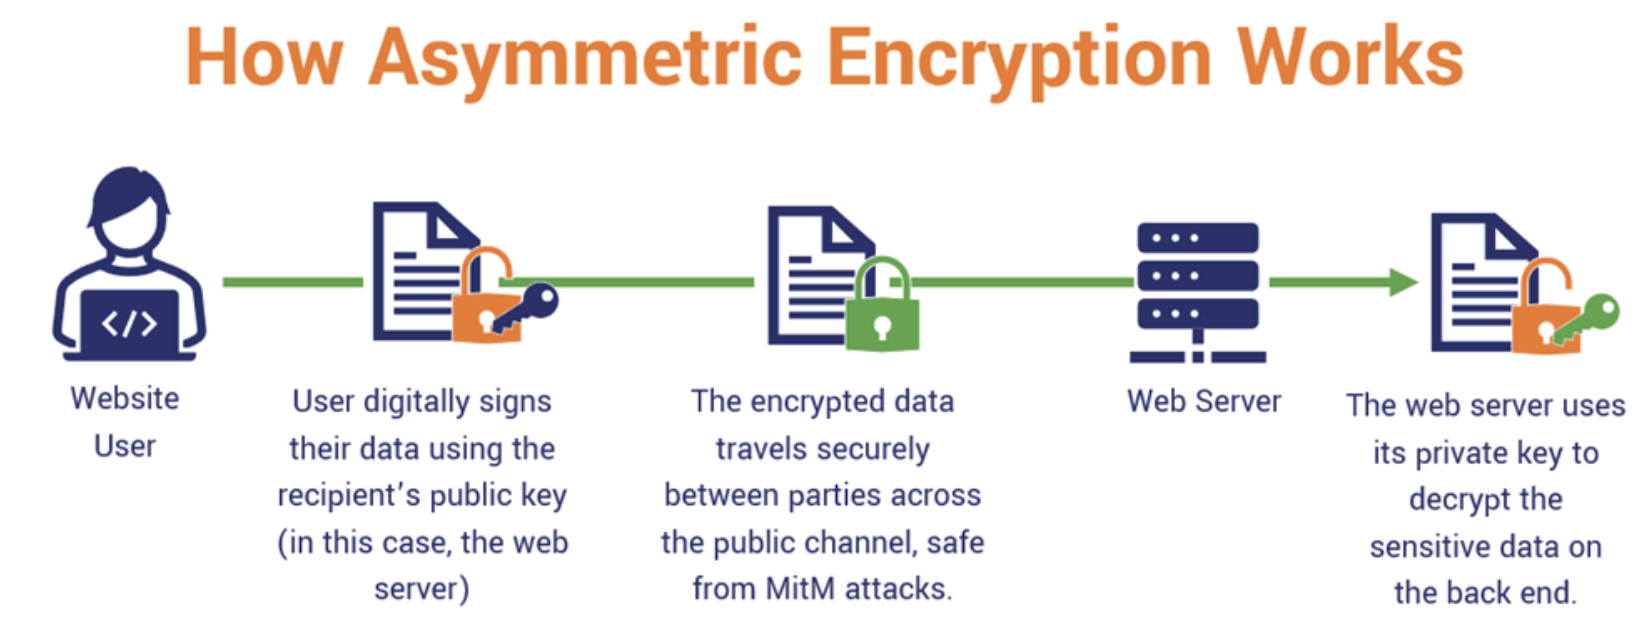 How Asymmetric Encryption Works
</>
Website
User
User digitally signs
their data using the
recipient's public key
(in this case, the web
server)
The encrypted data
travels securely
between parties across
the public channel, safe
from MitM attacks.
Web Server
The web server uses
its private key to
decrypt the
sensitive data on
the back end.